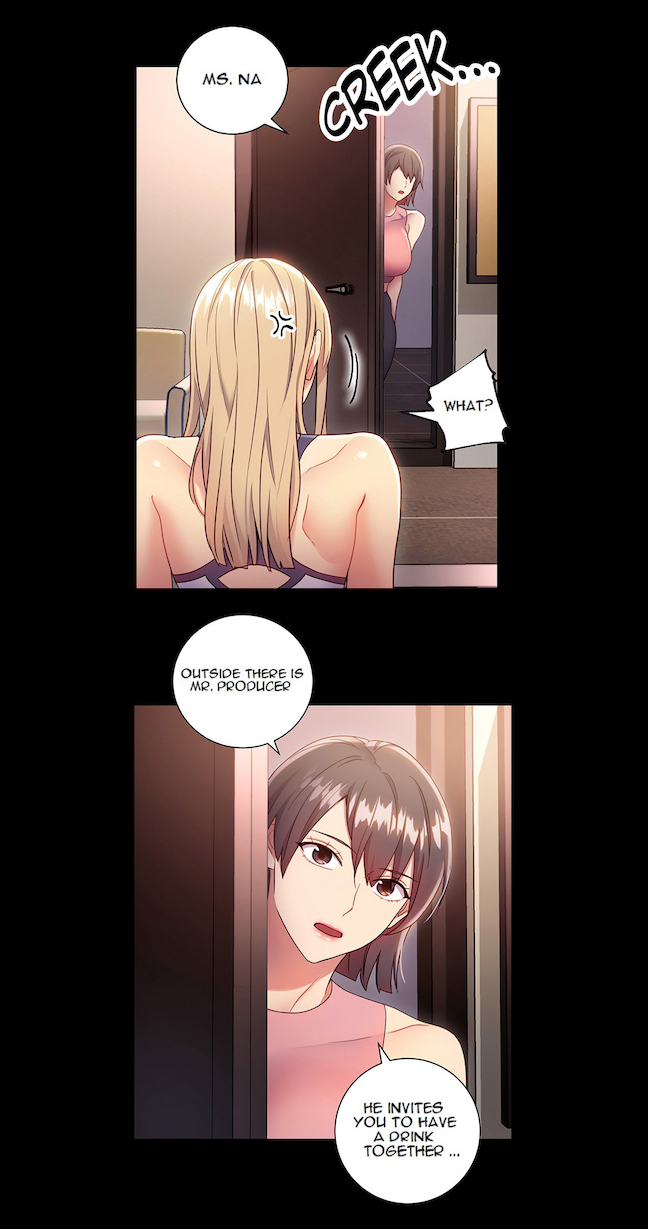 MS. NA
CREEK...
WHAT?
OUTSIDE THERE IS
MR. PRODUCER
HE INVITES
YOU TO HAVE
A DRINK
TOGETHER ...